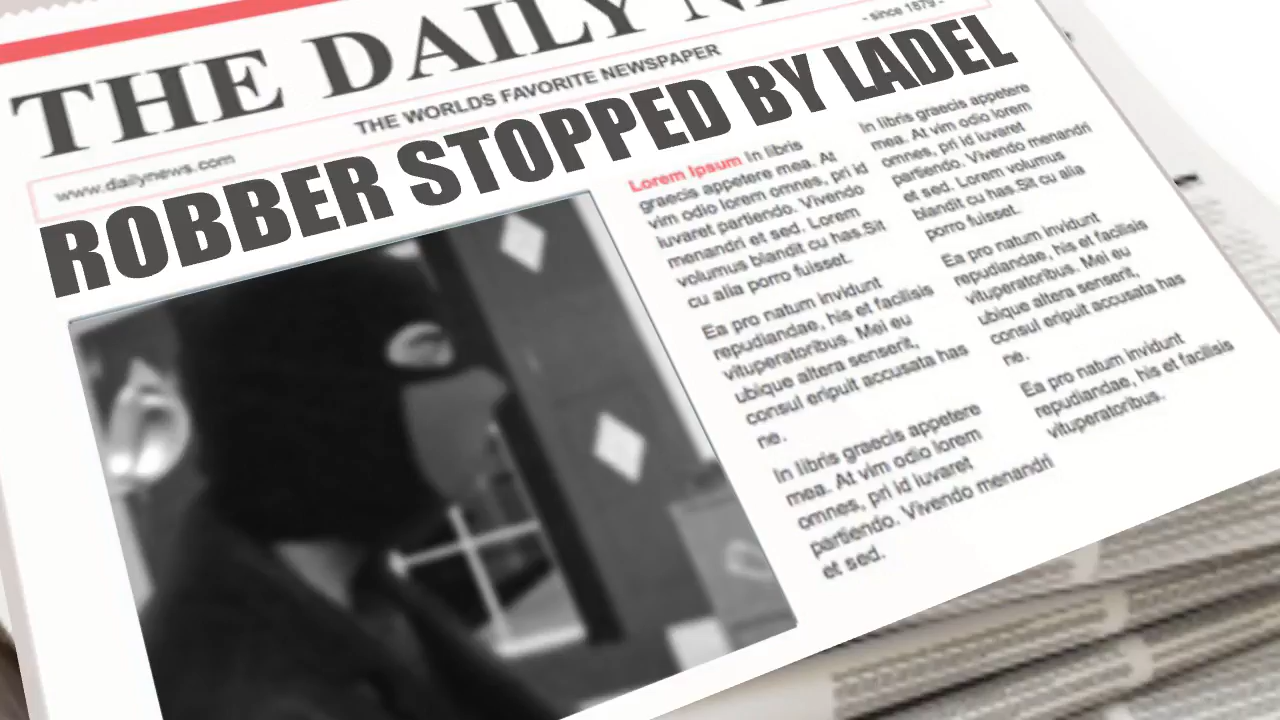 THE DAILY
- since 1879 -
THE WORLDS FAVORITE NEWSPAPER
www.dailynews.com
ROBBER STOPPED BY LADEL
Lorem Ipsum In libris
graecis appetere mea. At
vim odio lorem omnes, pri id
iuvaret partiendo. Vivendo
menandri et sed. Lorem
volumus blandit cu has.Sit
cu alia porro fuisset.
Ea pro natum invidunt
repudiandae, his et facilisis
vituperatoribus. Mei eu
ubique altera senserit,
consul eripuit accusata has
ne.
In libris graecis appetere
mea. At vim odio lorem
omnes, pri id iuvaret
partiendo. Vivendo menandri
et sed.
In libris graecis appetere
mea. At vim odio lorem
omnes, pri id iuvaret
partiendo. Vivendo menandri
et sed. Lorem volumus
blandit cu has.Sit cu alia
porro fuisset.
Ea pro natum invidunt
repudiandae, his et facilisis
vituperatoribus. Mei eu
ubique altera senserit,
consul eripuit accusata has
ne.
Ea pro natum invidunt
repudiandae, his et facilisis
vituperatoribus.